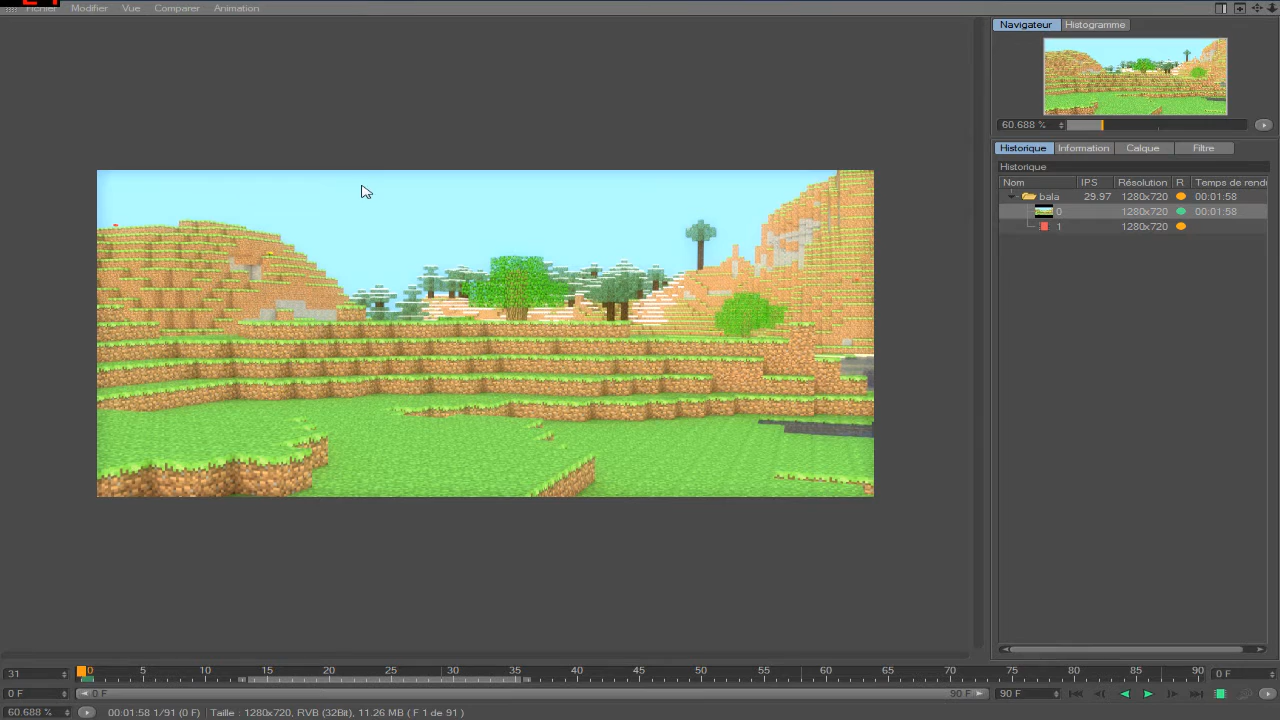 Fichier Modifier Vue Comparer Animation
Navigateur Histogramme
60.688 %
Historique Information Calque Filtre
Historique
Nom IPS Résolution R Temps de rend
bala 29.97 1280x720 00:01:58
0 1280x720 00:01:58
1 1280x720
31 0 5 10 15 20 25 30 35 40 45 50 55 60 65 70 75 80 85 90 0 F
0 F 0 F 90 F 90 F
60.688 % 00:01:58 1/91 (0 F) Taille : 1280x720, RVB (32Bit), 11.26 MB ( F 1 de 91 )